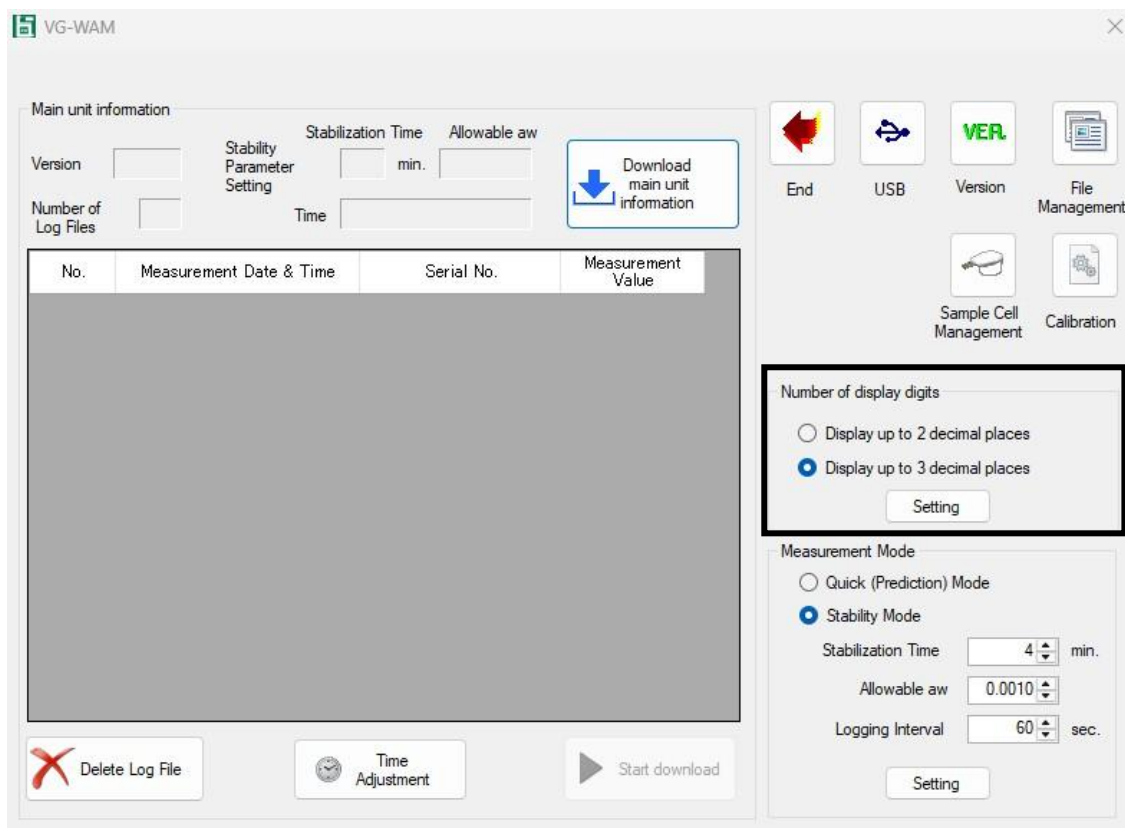 VG-WAM
Main unit information
Version
Stability
Parameter
Setting
Stabilization Time
min.
Allowable aw
Number of
Log Files
Time
Download
main unit
information
No.
Measurement Date & Time
Serial No.
Measurement
Value
Delete Log File
Time
Adjustment
Start download
End
USB
VER.
Version
File
Management
Sample Cell
Management
Calibration
Number of display digits
Display up to 2 decimal places
Display up to 3 decimal places
Setting
Measurement Mode
Quick (Prediction) Mode
Stability Mode
Stabilization Time 4 min.
Allowable aw 0.0010
Logging Interval 60 sec.
Setting